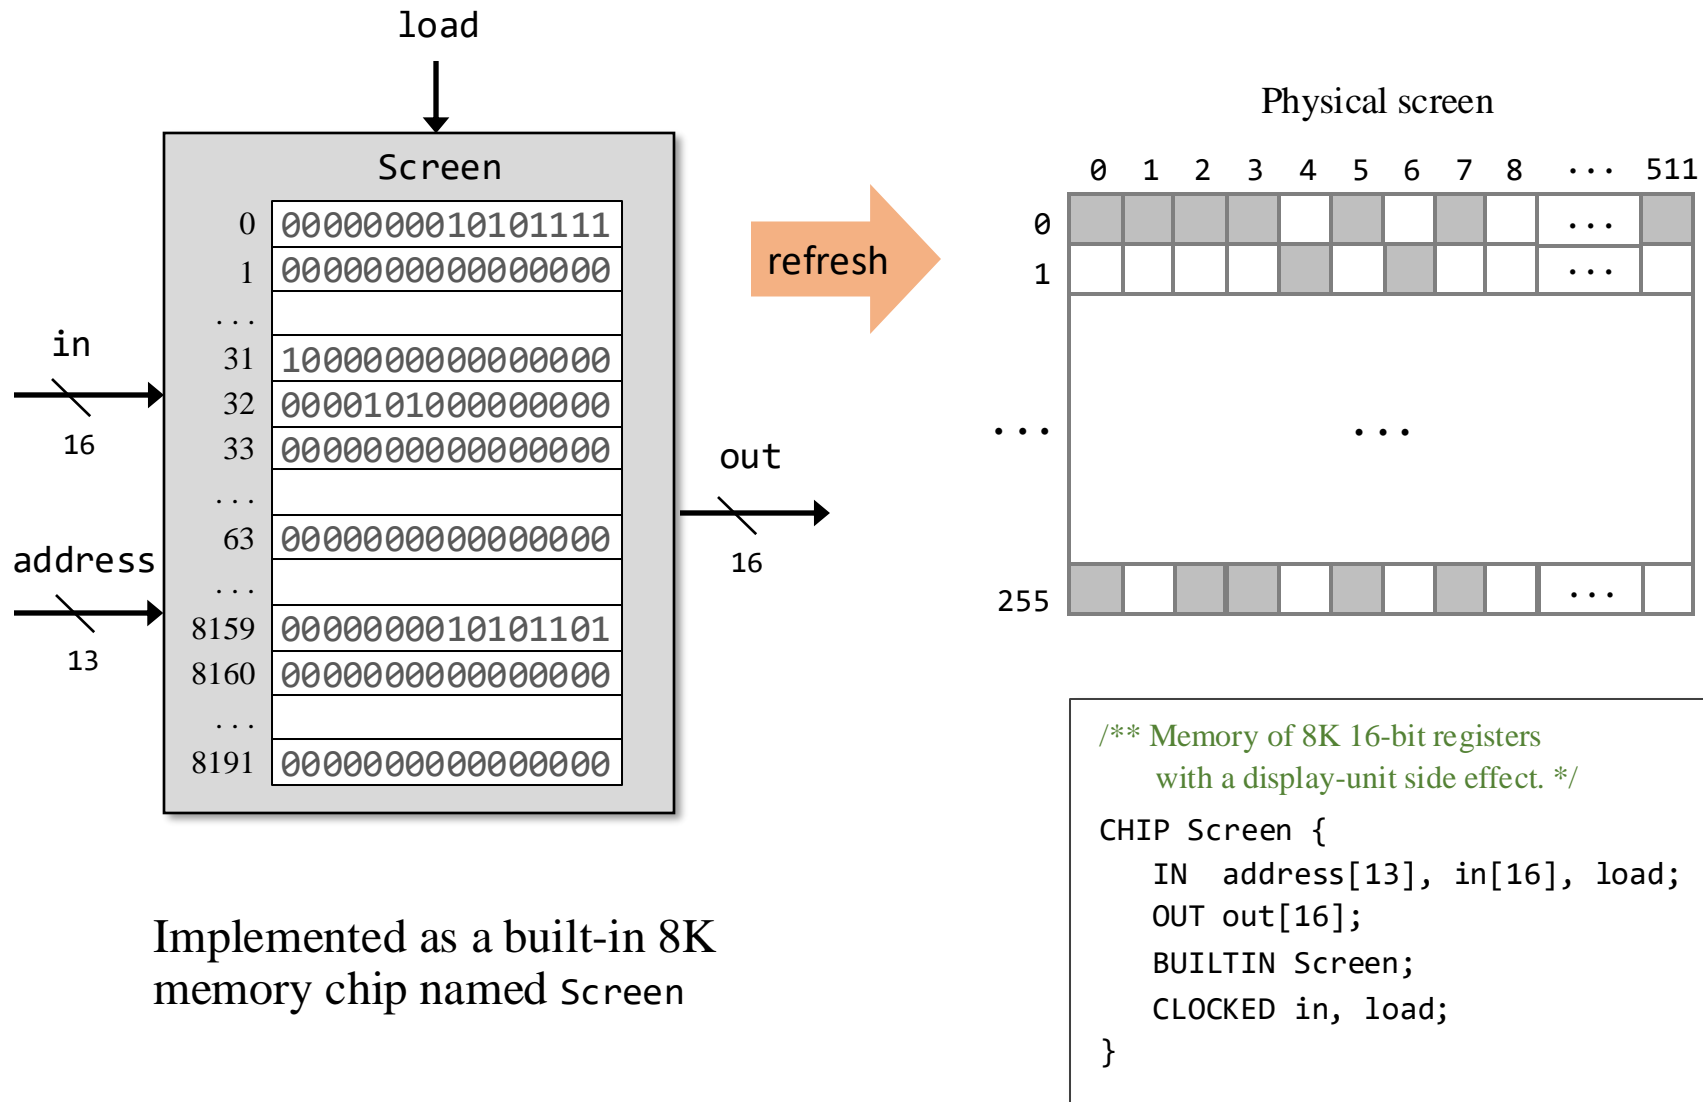 load
Screen
0 0000000010101111
1 0000000000000000
...
31 1000000000000000
32 0000101000000000
33 0000000000000000
...
63 0000000000000000
...
8159 0000000010101101
8160 0000000000000000
...
8191 0000000000000000
in
16
address
13
out
16
refresh
Physical screen
0 1 2 3 4 5 6 7 8 ... 511
0 ...
1 ...
... ...
255 ...
Implemented as a built-in 8K
memory chip named Screen
/** Memory of 8K 16-bit registers
with a display-unit side effect. */
CHIP Screen {
IN address[13], in[16], load;
OUT out[16];
BUILTIN Screen;
CLOCKED in, load;
}